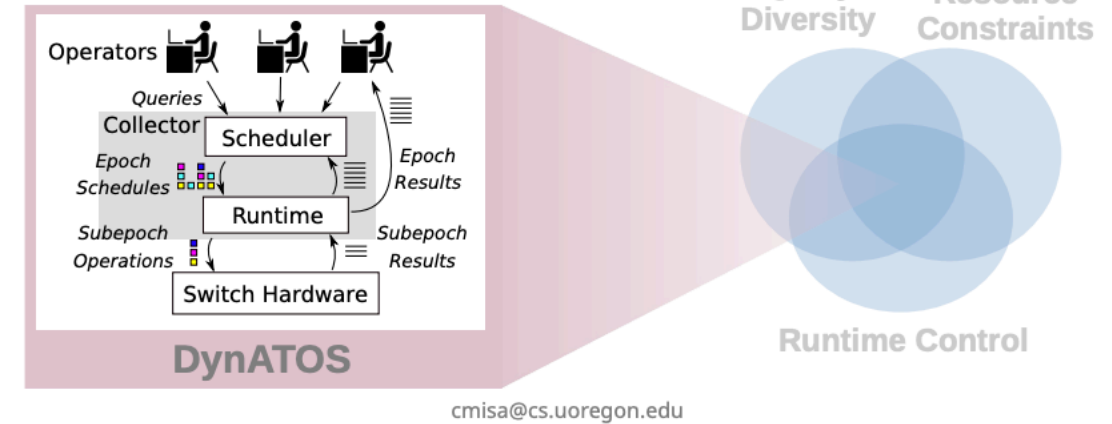 Operators
Queries
Collector
Scheduler
Epoch
Schedules
Epoch
Results
Runtime
Subepoch
Operations
Subepoch
Results
Switch Hardware
DynATOS
Diversity
Constraints
Runtime Control
cmisa@cs.uoregon.edu